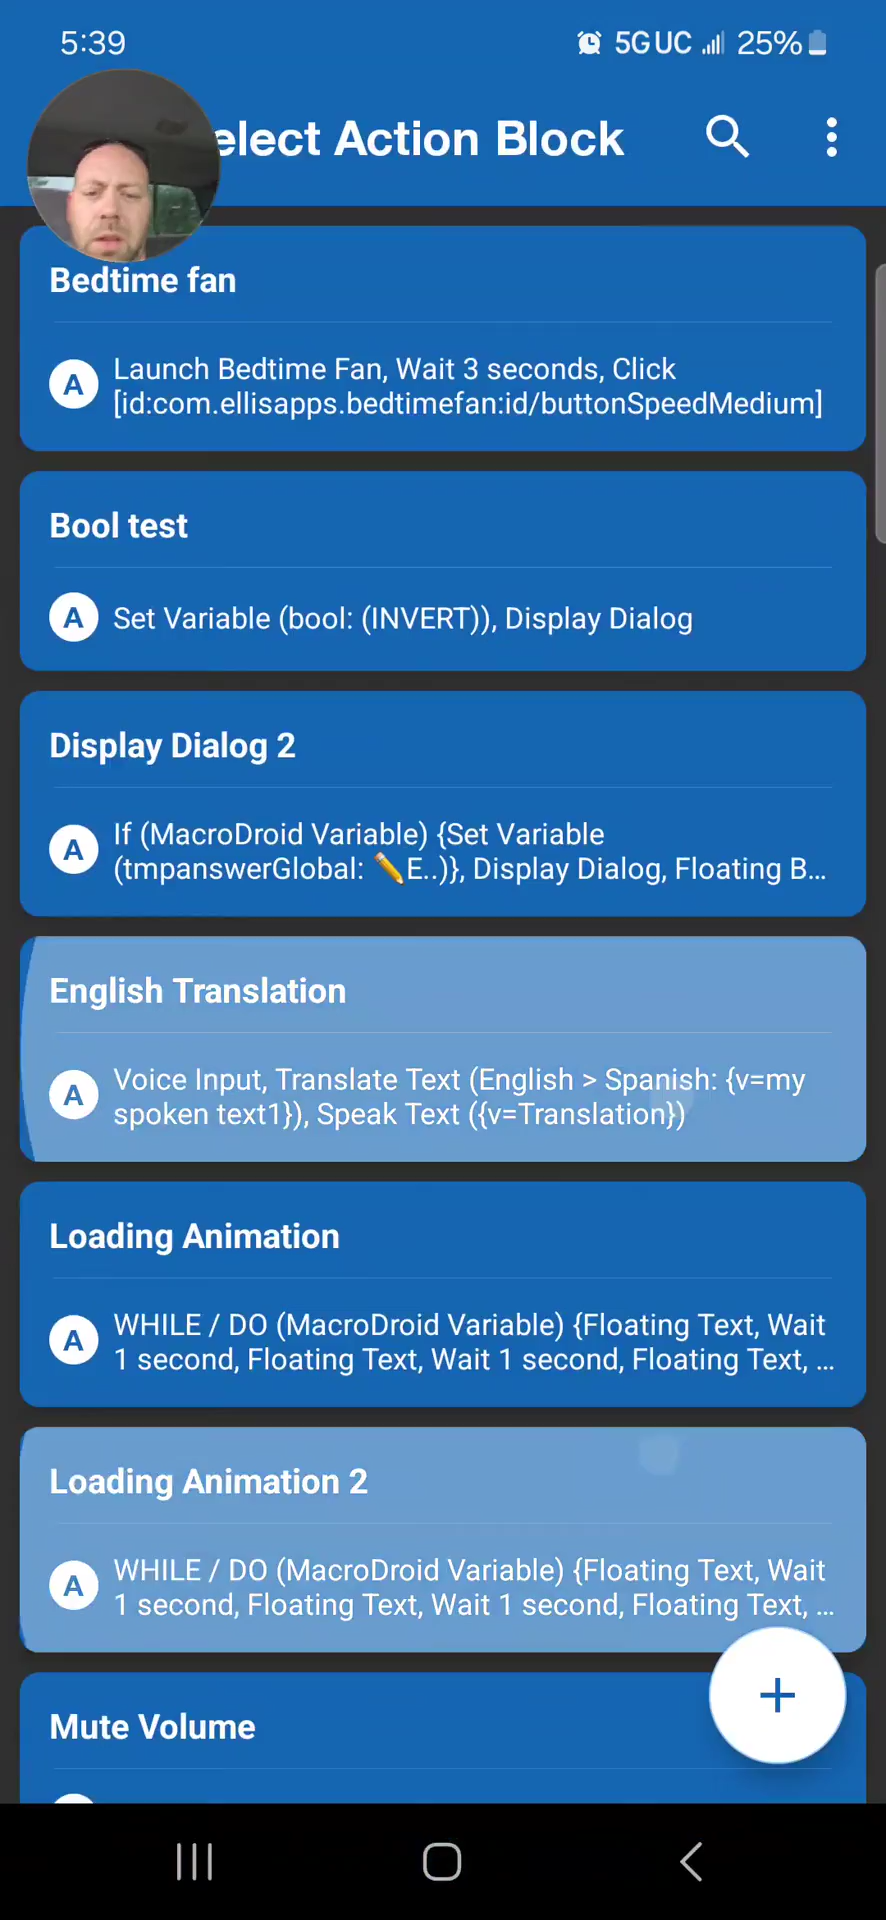 5:39
5G UC 25%
elect Action Block
Bedtime fan
A
Launch Bedtime Fan, Wait 3 seconds, Click
[id:com.ellisapps.bedtimefan:id/buttonSpeedMedium]
Bool test
A
Set Variable (bool: (INVERT)), Display Dialog
Display Dialog 2
A
If (MacroDroid Variable) {Set Variable
(tmpanswerGlobal: ✏️E..)}, Display Dialog, Floating B...
English Translation
A
Voice Input, Translate Text (English > Spanish: {v=my
spoken text1}), Speak Text ({v=Translation})
Loading Animation
A
WHILE / DO (MacroDroid Variable) {Floating Text, Wait
1 second, Floating Text, Wait 1 second, Floating Text, ...
Loading Animation 2
A
WHILE / DO (MacroDroid Variable) {Floating Text, Wait
1 second, Floating Text, Wait 1 second, Floating Text, ...
Mute Volume